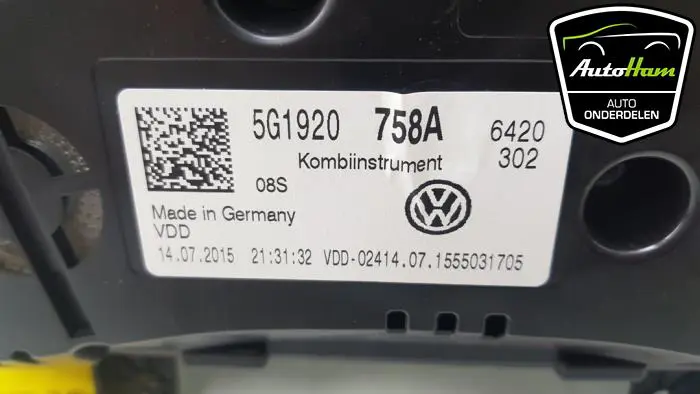 5G1920 758A 6420
Kombiinstrument 302
08S
Made in Germany
VDD
14.07.2015 21:31:32 VDD-02414.07.1555031705
AutoHam
AUTO
ONDERDELEN